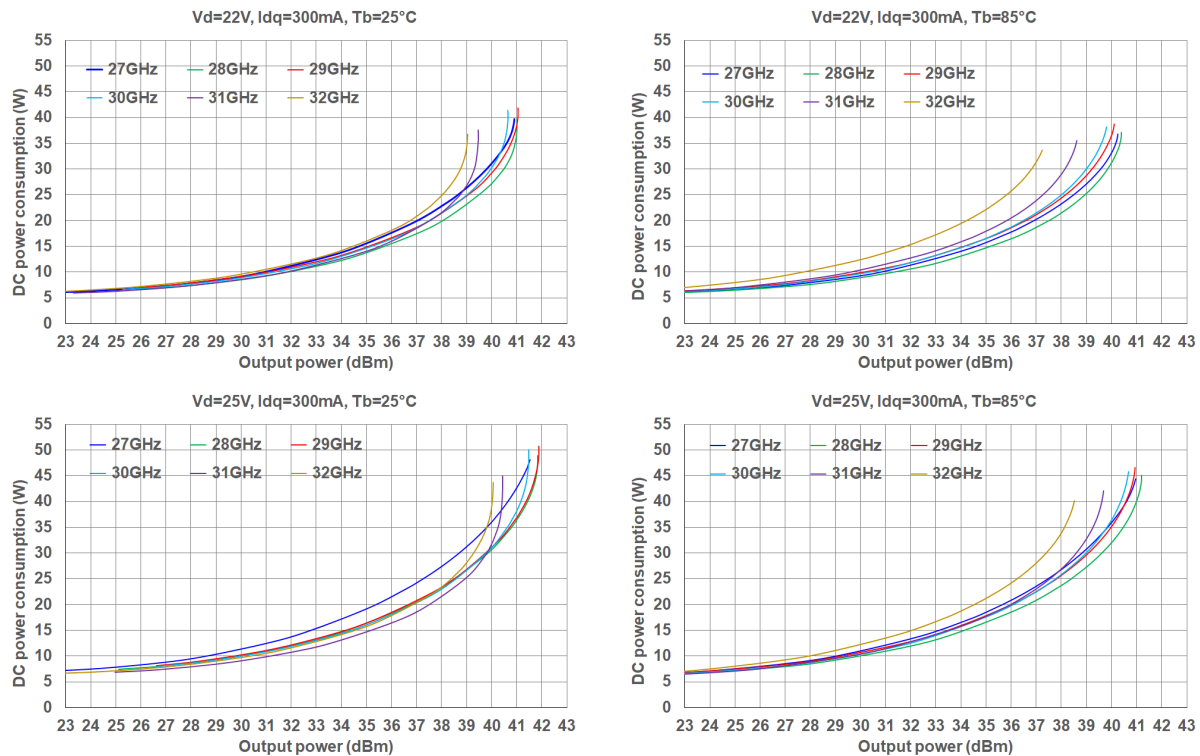 Vd=22V, Idq=300mA, Tb=25°C
DC power consumption (W)
55
50
45
40
35
30
25
20
15
10
5
0
27GHz 28GHz 29GHz
30GHz 31GHz 32GHz
23 24 25 26 27 28 29 30 31 32 33 34 35 36 37 38 39 40 41 42 43
Output power (dBm)
Vd=22V, Idq=300mA, Tb=85°C
DC power consumption (W)
55
50
45
40
35
30
25
20
15
10
5
0
27GHz 28GHz 29GHz
30GHz 31GHz 32GHz
23 24 25 26 27 28 29 30 31 32 33 34 35 36 37 38 39 40 41 42 43
Output power (dBm)
Vd=25V, Idq=300mA, Tb=25°C
DC power consumption (W)
55
50
45
40
35
30
25
20
15
10
5
0
27GHz 28GHz 29GHz
30GHz 31GHz 32GHz
23 24 25 26 27 28 29 30 31 32 33 34 35 36 37 38 39 40 41 42 43
Output power (dBm)
Vd=25V, Idq=300mA, Tb=85°C
DC power consumption (W)
55
50
45
40
35
30
25
20
15
10
5
0
27GHz 28GHz 29GHz
30GHz 31GHz 32GHz
23 24 25 26 27 28 29 30 31 32 33 34 35 36 37 38 39 40 41 42 43
Output power (dBm)